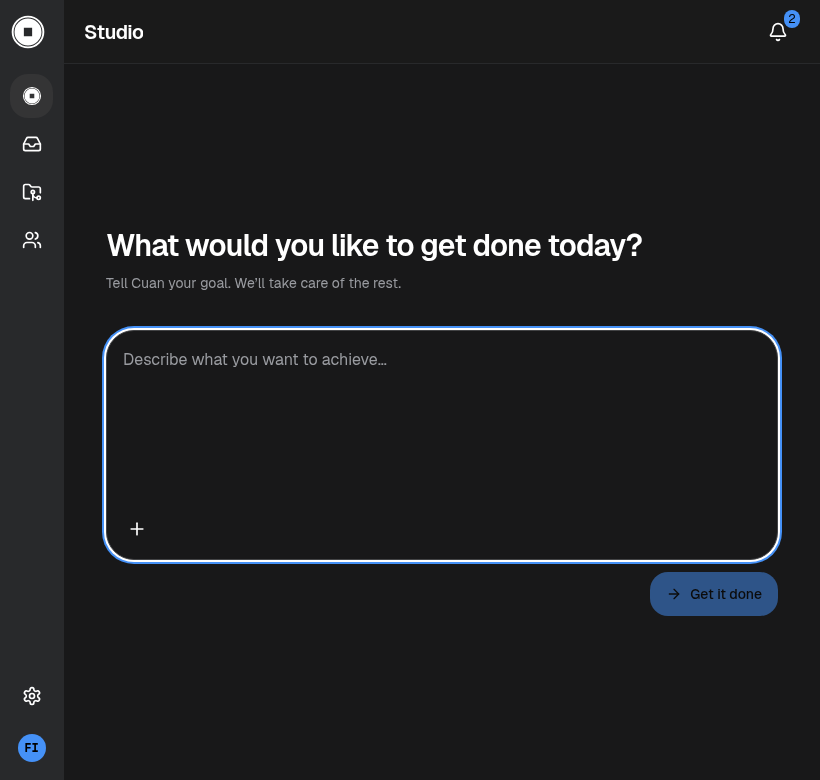 Studio
2
What would you like to get done today?
Tell Cuan your goal. We'll take care of the rest.
Describe what you want to achieve...
Get it done
FI